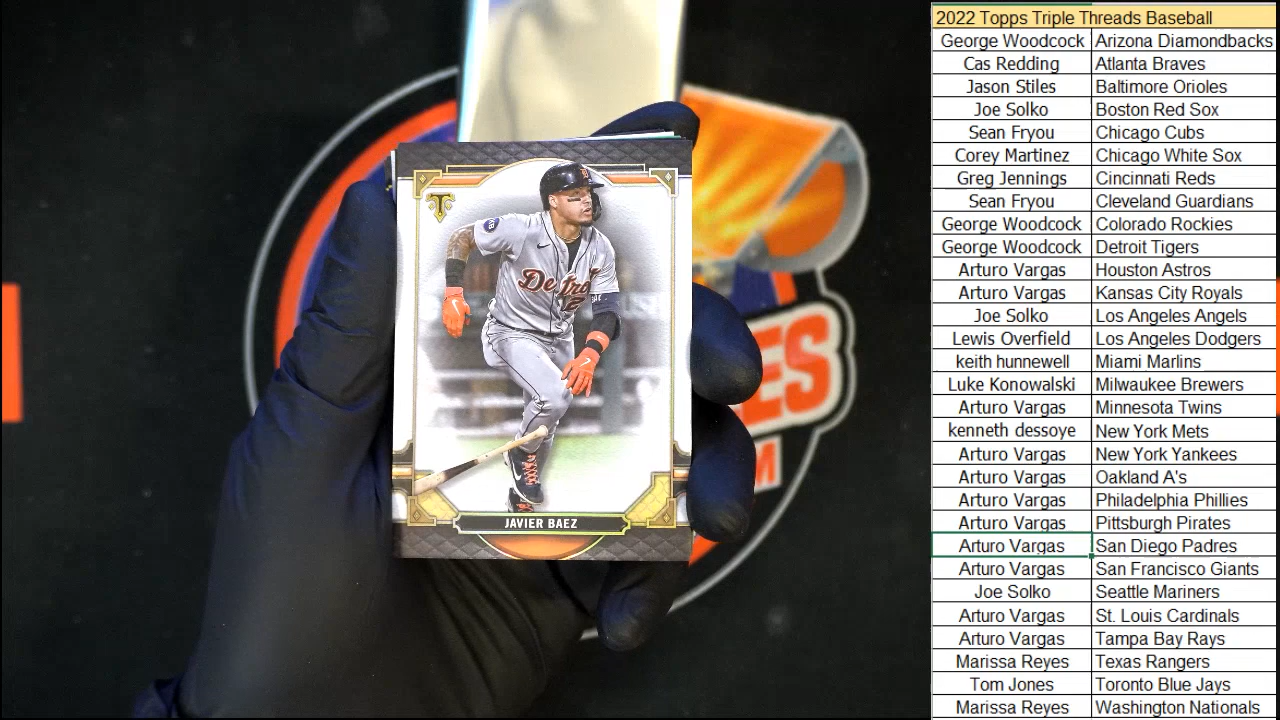 JAVIER BAEZ
Detroit
ES
M
2022 Topps Triple Threads Baseball
George Woodcock Arizona Diamondbacks
Cas Redding Atlanta Braves
Jason Stiles Baltimore Orioles
Joe Solko Boston Red Sox
Sean Fryou Chicago Cubs
Corey Martinez Chicago White Sox
Greg Jennings Cincinnati Reds
Sean Fryou Cleveland Guardians
George Woodcock Colorado Rockies
George Woodcock Detroit Tigers
Arturo Vargas Houston Astros
Arturo Vargas Kansas City Royals
Joe Solko Los Angeles Angels
Lewis Overfield Los Angeles Dodgers
keith hunnewell Miami Marlins
Luke Konowalski Milwaukee Brewers
Arturo Vargas Minnesota Twins
kenneth dessoye New York Mets
Arturo Vargas New York Yankees
Arturo Vargas Oakland A's
Arturo Vargas Philadelphia Phillies
Arturo Vargas Pittsburgh Pirates
Arturo Vargas San Diego Padres
Arturo Vargas San Francisco Giants
Joe Solko Seattle Mariners
Arturo Vargas St. Louis Cardinals
Arturo Vargas Tampa Bay Rays
Marissa Reyes Texas Rangers
Tom Jones Toronto Blue Jays
Marissa Reyes Washington Nationals